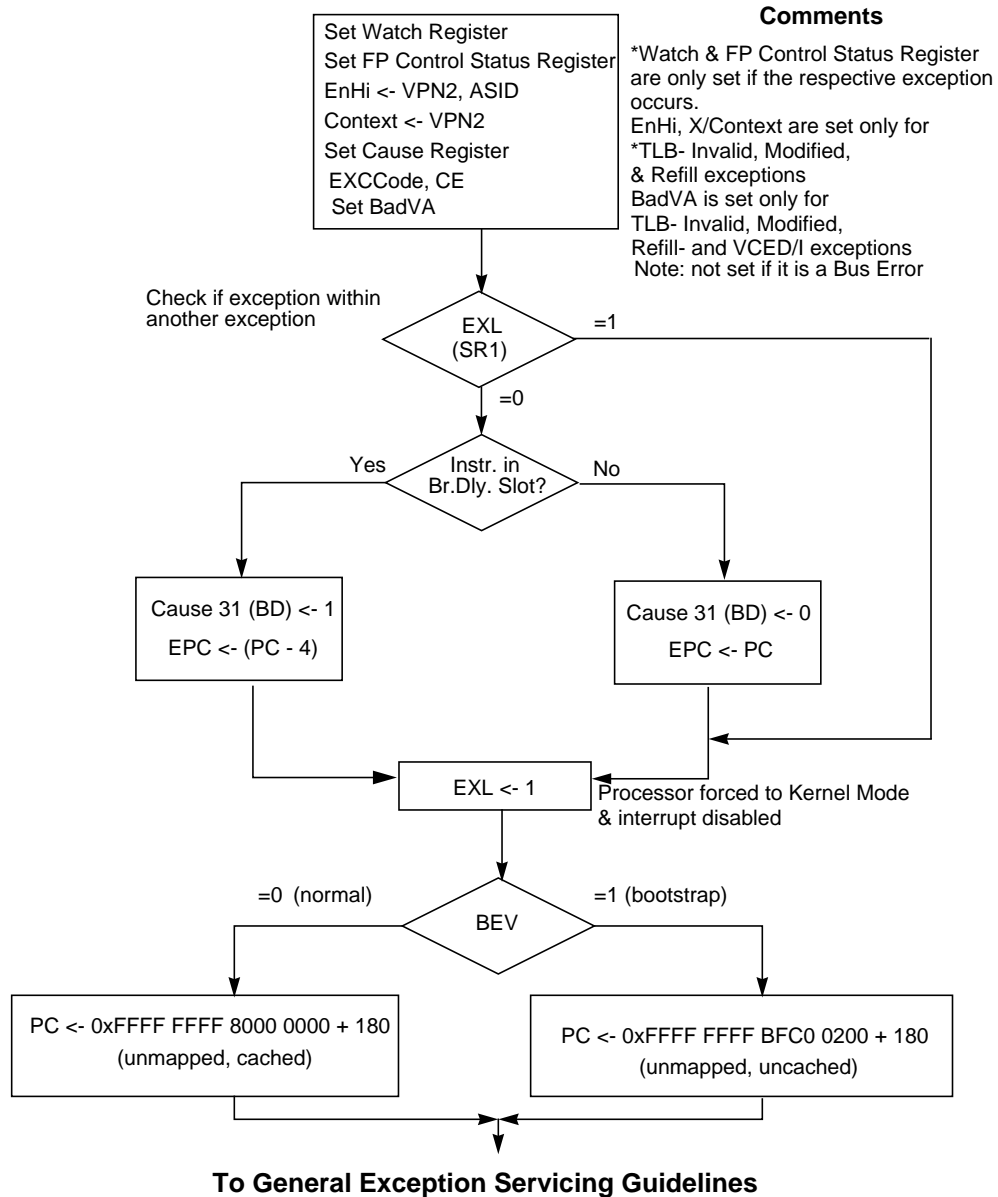 Set Watch Register
Set FP Control Status Register
EnHi <- VPN2, ASID
Context <- VPN2
Set Cause Register
EXCCode, CE
Set BadVA
Comments
*Watch & FP Control Status Register
are only set if the respective exception
occurs.
EnHi, X/Context are set only for
*TLB- Invalid, Modified,
& Refill exceptions
BadVA is set only for
TLB- Invalid, Modified,
Refill- and VCED/I exceptions
Note: not set if it is a Bus Error
Check if exception within
another exception
EXL
(SR1)
=1
=0
Yes
Instr. in
Br.Dly. Slot?
No
Cause 31 (BD) <- 1
EPC <- (PC - 4)
Cause 31 (BD) <- 0
EPC <- PC
EXL <- 1
Processor forced to Kernel Mode
& interrupt disabled
=0 (normal)
BEV
=1 (bootstrap)
PC <- 0xFFFF FFFF 8000 0000 + 180
(unmapped, cached)
PC <- 0xFFFF FFFF BFC0 0200 + 180
(unmapped, uncached)
To General Exception Servicing Guidelines